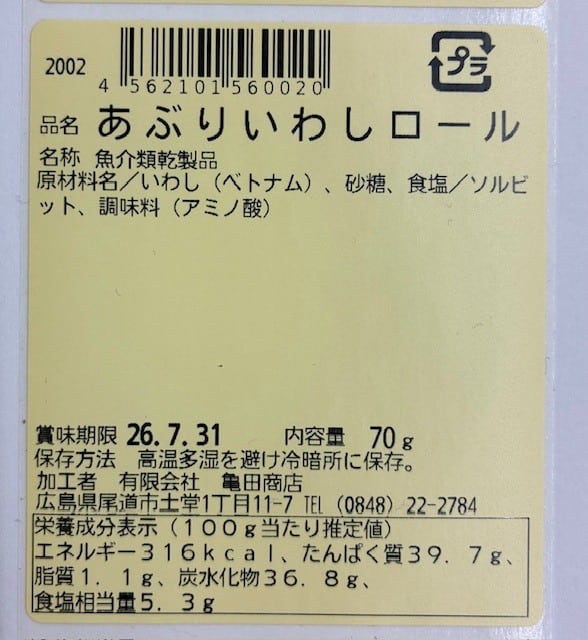 2002
4 562101 560020
プラ
品名 あぶりいわしロール
名称 魚介類乾製品
原材料名／いわし（ベトナム）、砂糖、食塩／ソルビ
ット、調味料（アミノ酸）
賞味期限 26.7.31 内容量 70g
保存方法 高温多湿を避け冷暗所に保存。
加工者 有限会社 亀田商店
広島県尾道市土堂1丁目11-7 TEL（0848）22-2784
栄養成分表示（100g当たり推定値）
エネルギー316kcal、たんぱく質39.7g、
脂質1.1g、炭水化物36.8g、
食塩相当量5.3g